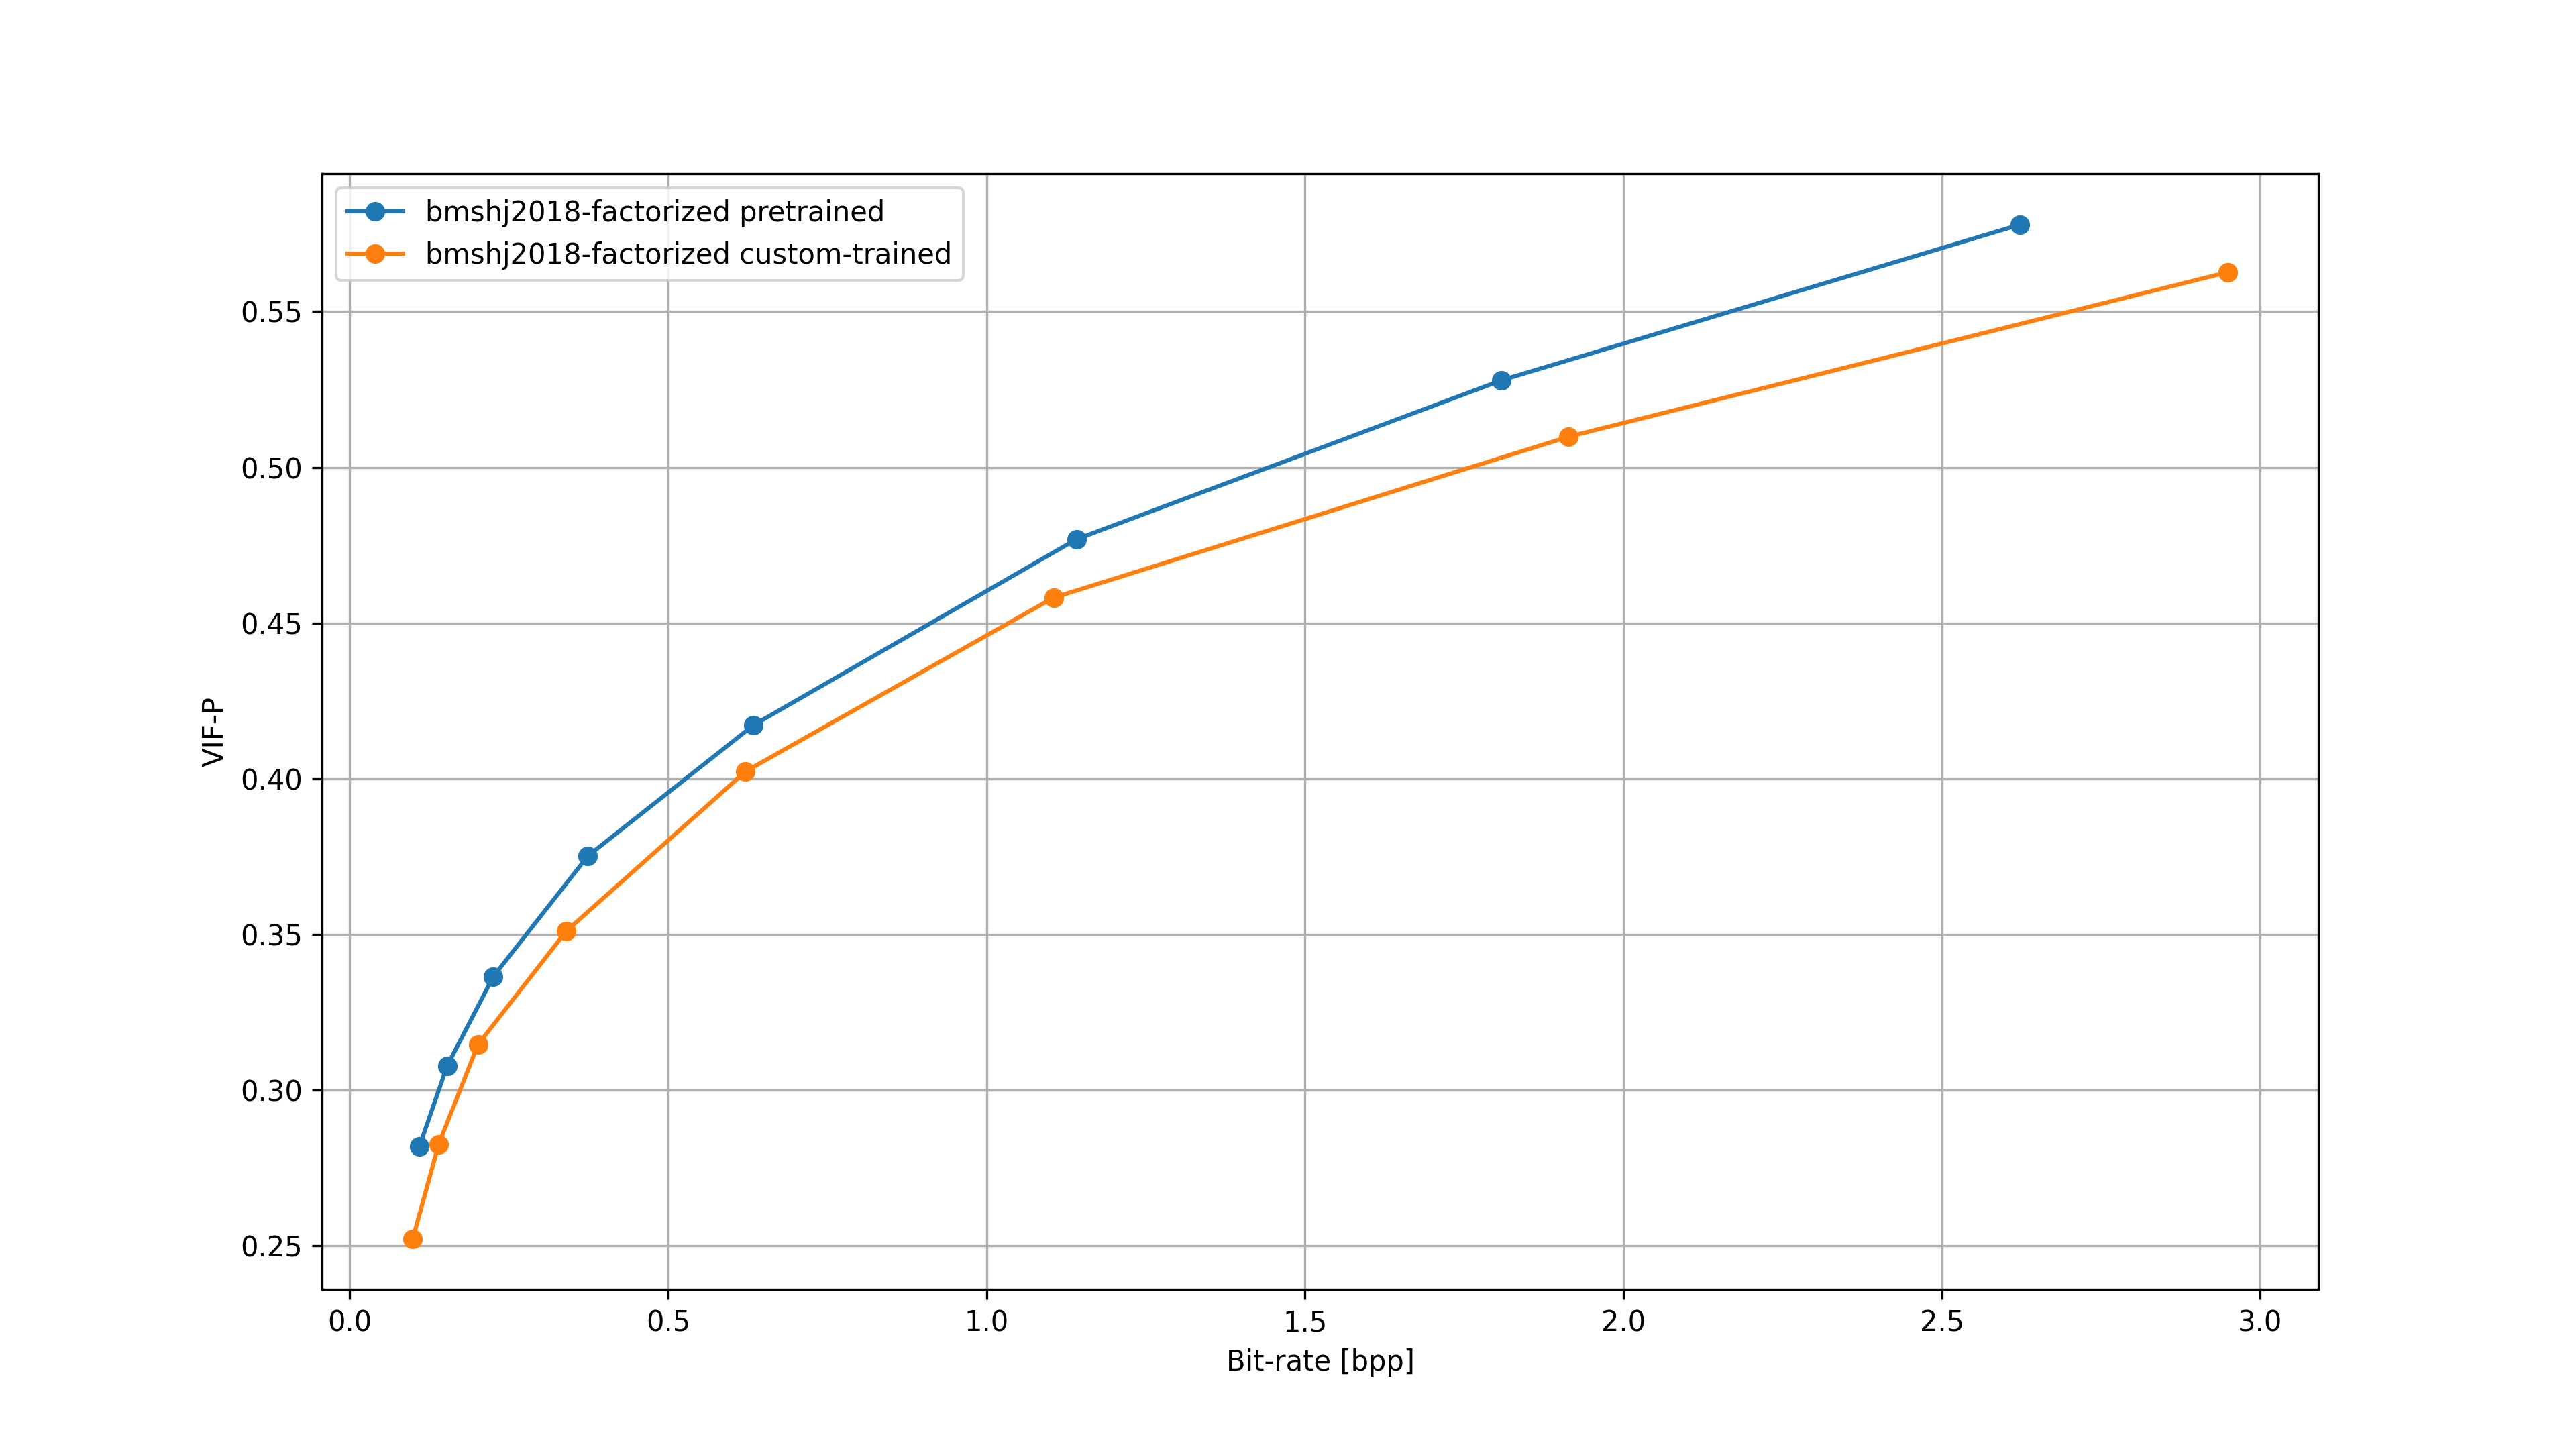 bmshj2018-factorized pretrained
bmshj2018-factorized custom-trained
0.55
0.50
0.45
0.40
0.35
0.30
0.25
VIF-P
0.0 0.5 1.0 1.5 2.0 2.5 3.0
Bit-rate [bpp]